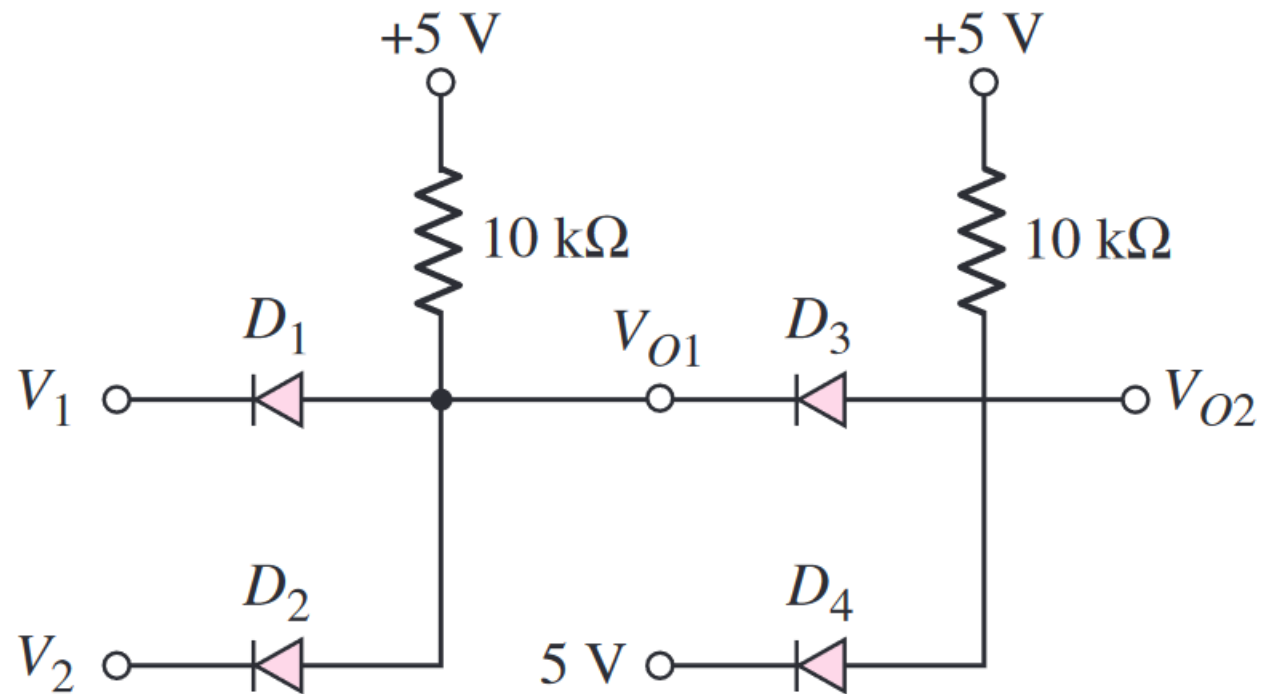 +5 V +5 V
10 kΩ 10 kΩ
D1 VO1 D3
V1 VO2
D2 D4
V2 5 V